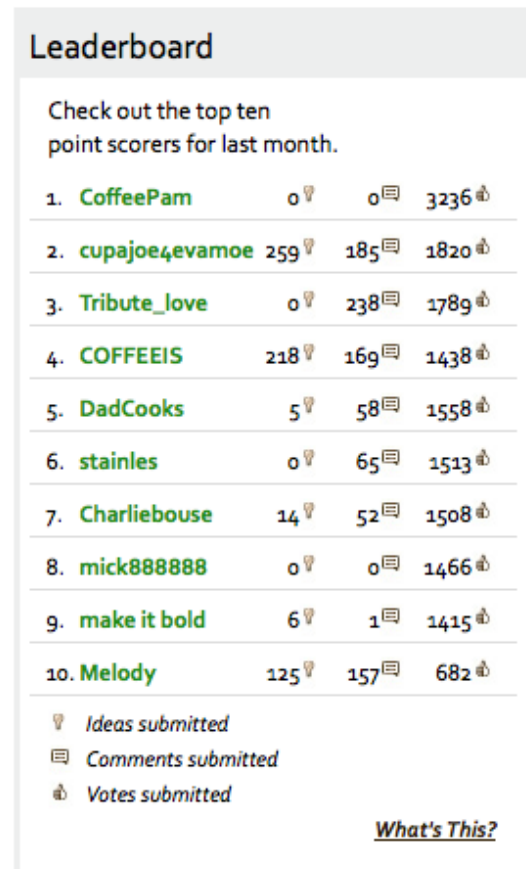 Leaderboard
Check out the top ten
point scorers for last month.
1. CoffeePam 0 0 3236
2. cupajoe4evamoe 259 185 1820
3. Tribute_love 0 238 1789
4. COFFEEIS 218 169 1438
5. DadCooks 5 58 1558
6. stainles 0 65 1513
7. Charliebouse 14 52 1508
8. mick888888 0 0 1466
9. make it bold 6 1 1415
10. Melody 125 157 682
Ideas submitted
Comments submitted
Votes submitted
What's This?